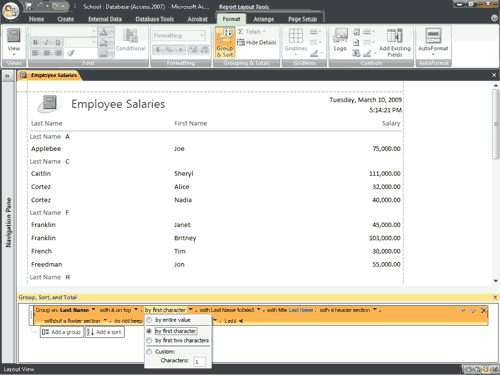 School : Database (Access 2007) - Microsoft Ac...
Report Layout Tools
Home
Create
External Data
Database Tools
Acrobat
Format
Arrange
Page Setup
View
Views
Font
Conditional
Formatting
Formatting
Group & Sort
Σ Totals
Hide Details
Grouping & Totals
Gridlines
Gridlines
Logo
Add Existing Fields
Controls
AutoFormat
AutoFormat
Employee Salaries
Employee Salaries
Tuesday, March 10, 2009
5:14:21 PM
Last Name First Name Salary
Last Name A
Applebee Joe 75,000.00
Last Name C
Caitlin Sheryl 111,000.00
Cortez Alice 32,000.00
Cortez Nadia 40,000.00
Last Name F
Franklin Janet 45,000.00
Franklin Britney 103,000.00
French Tim 30,000.00
Freedman Jon 55,000.00
Last Name H
Navigation Pane
Group, Sort, and Total
Group on Last Name with A on top , by first character , with Last Name totaled , with title Last Name , with a header section ,
without a footer section , do not keep Less
by entire value
by first character
by first two characters
Custom:
Characters: 1
Add a group
Add a sort
Layout View